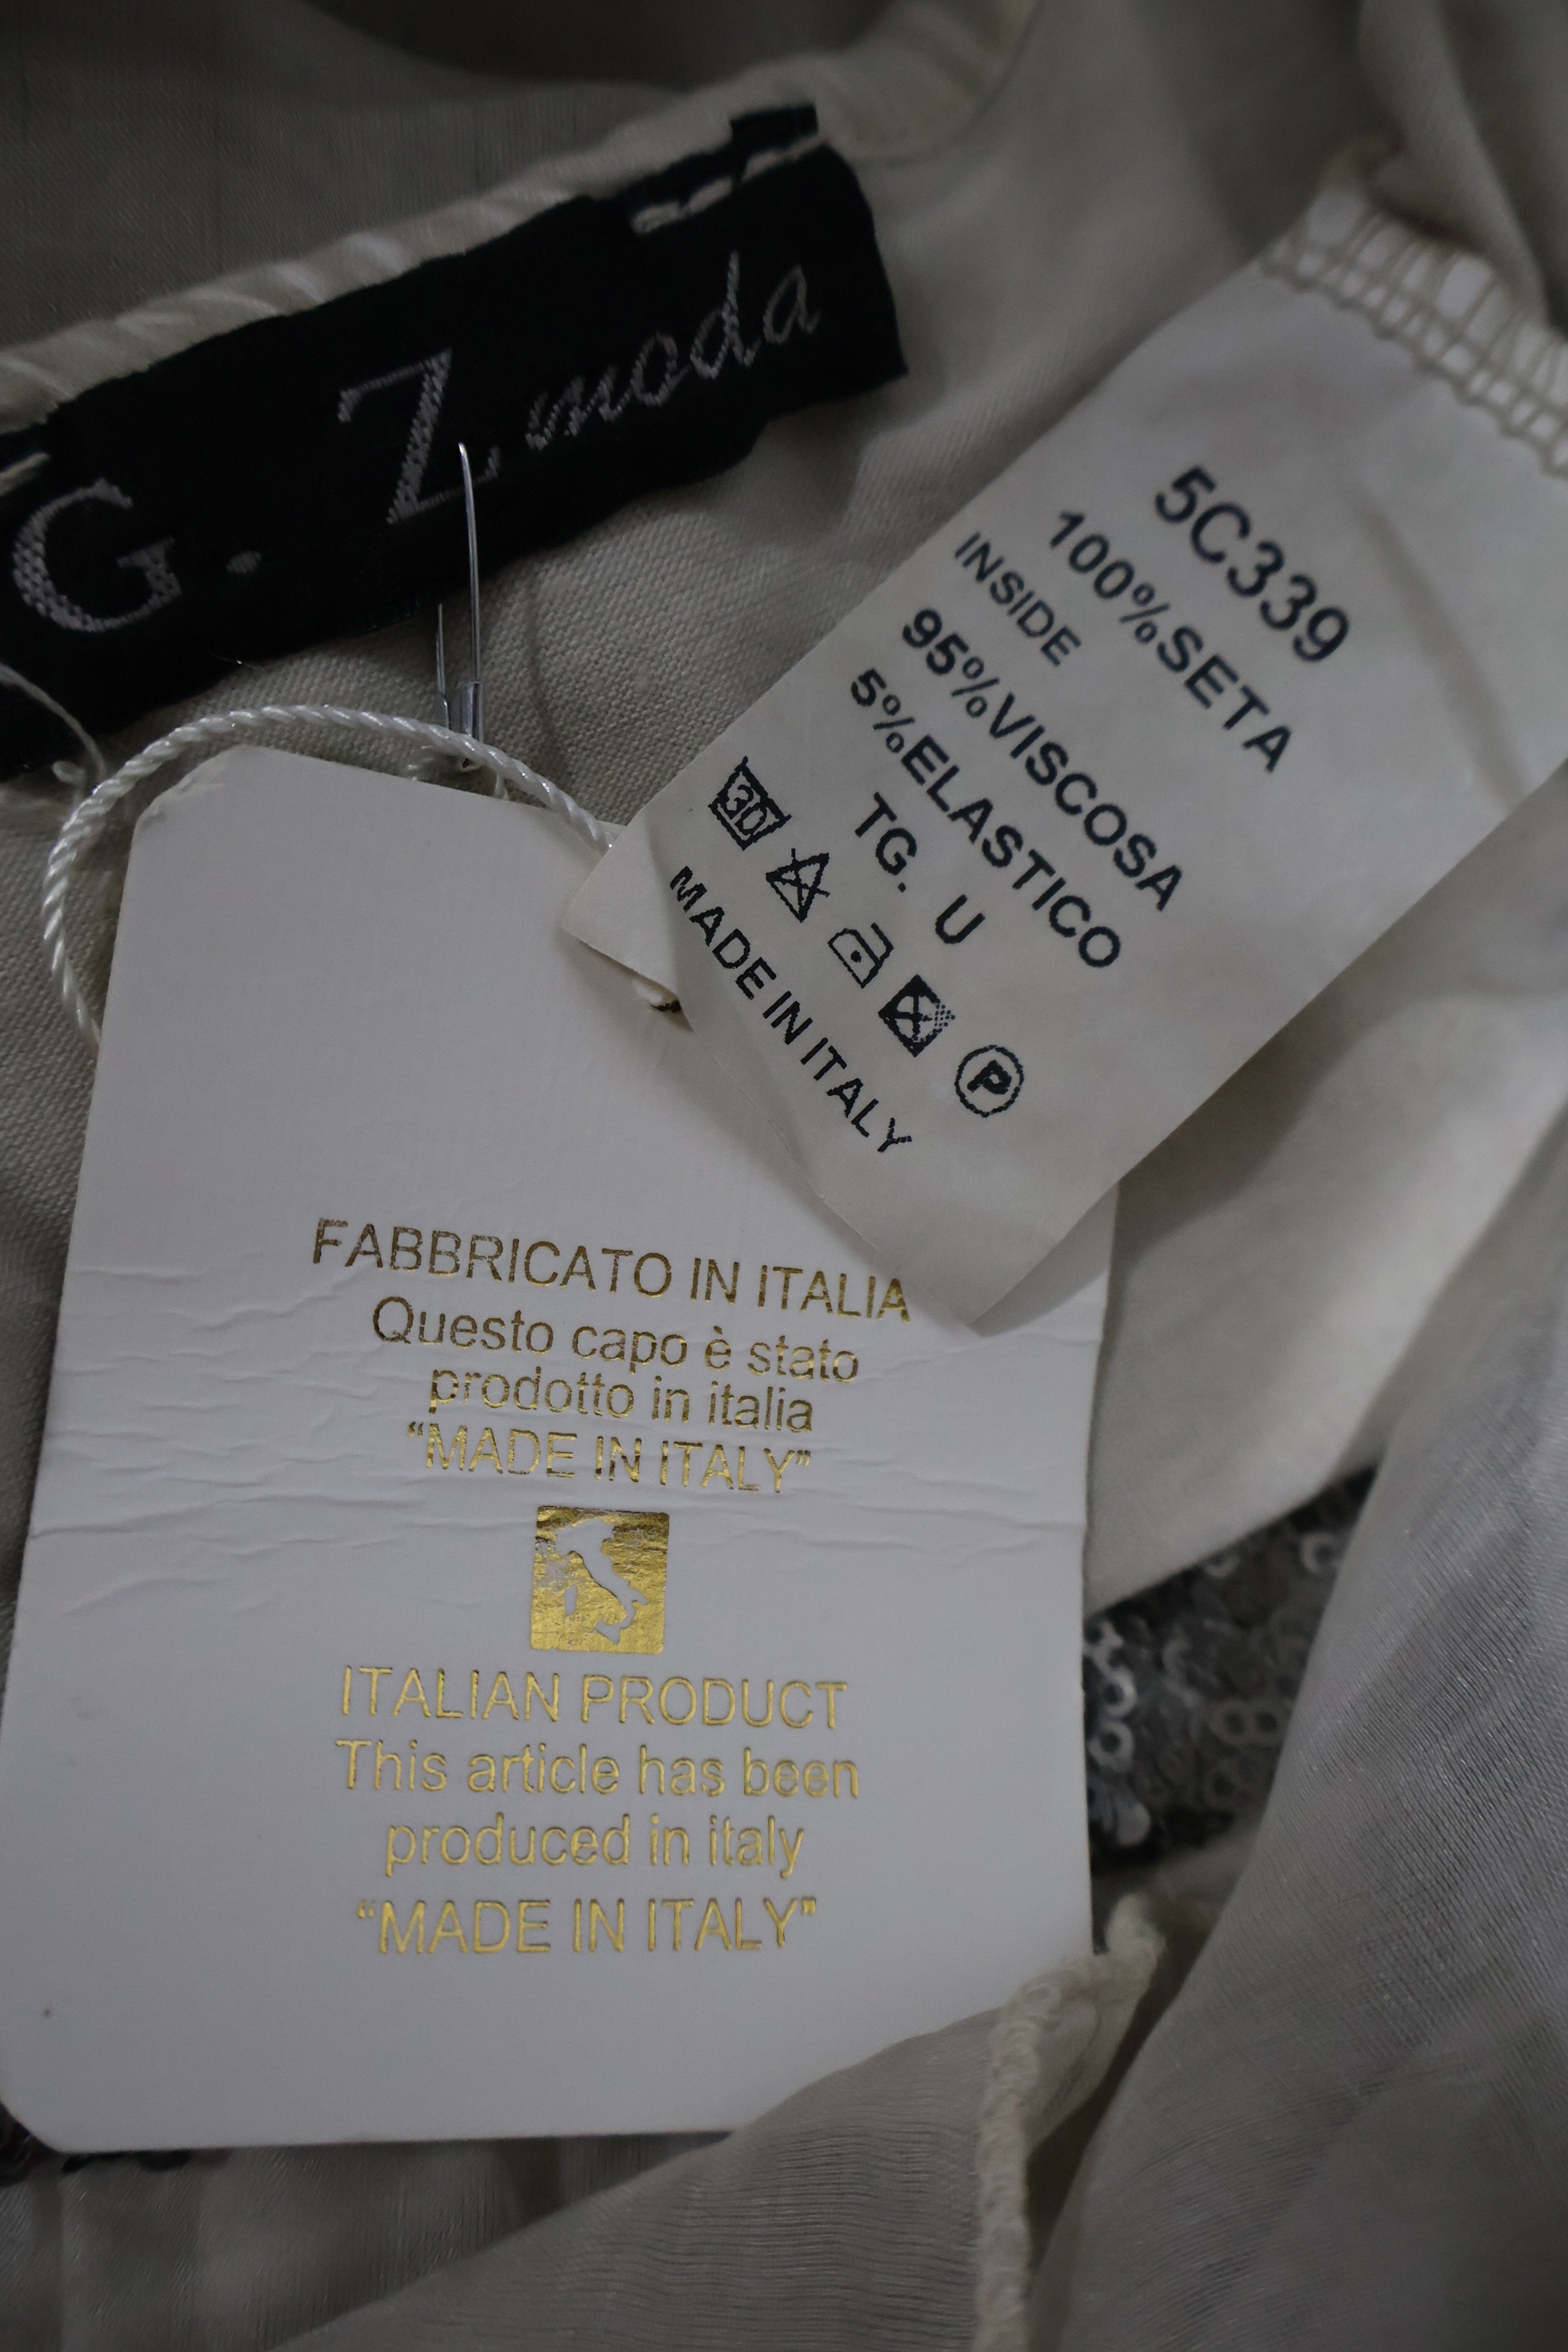 G. Z. moda
5C339
100%SETA
INSIDE
95%VISCOSA
5%ELASTICO
TG. U
30
P
MADE IN ITALY
FABBRICATO IN ITALIA
Questo capo è stato
prodotto in italia
“MADE IN ITALY”
ITALIAN PRODUCT
This article has been
produced in italy
“MADE IN ITALY”